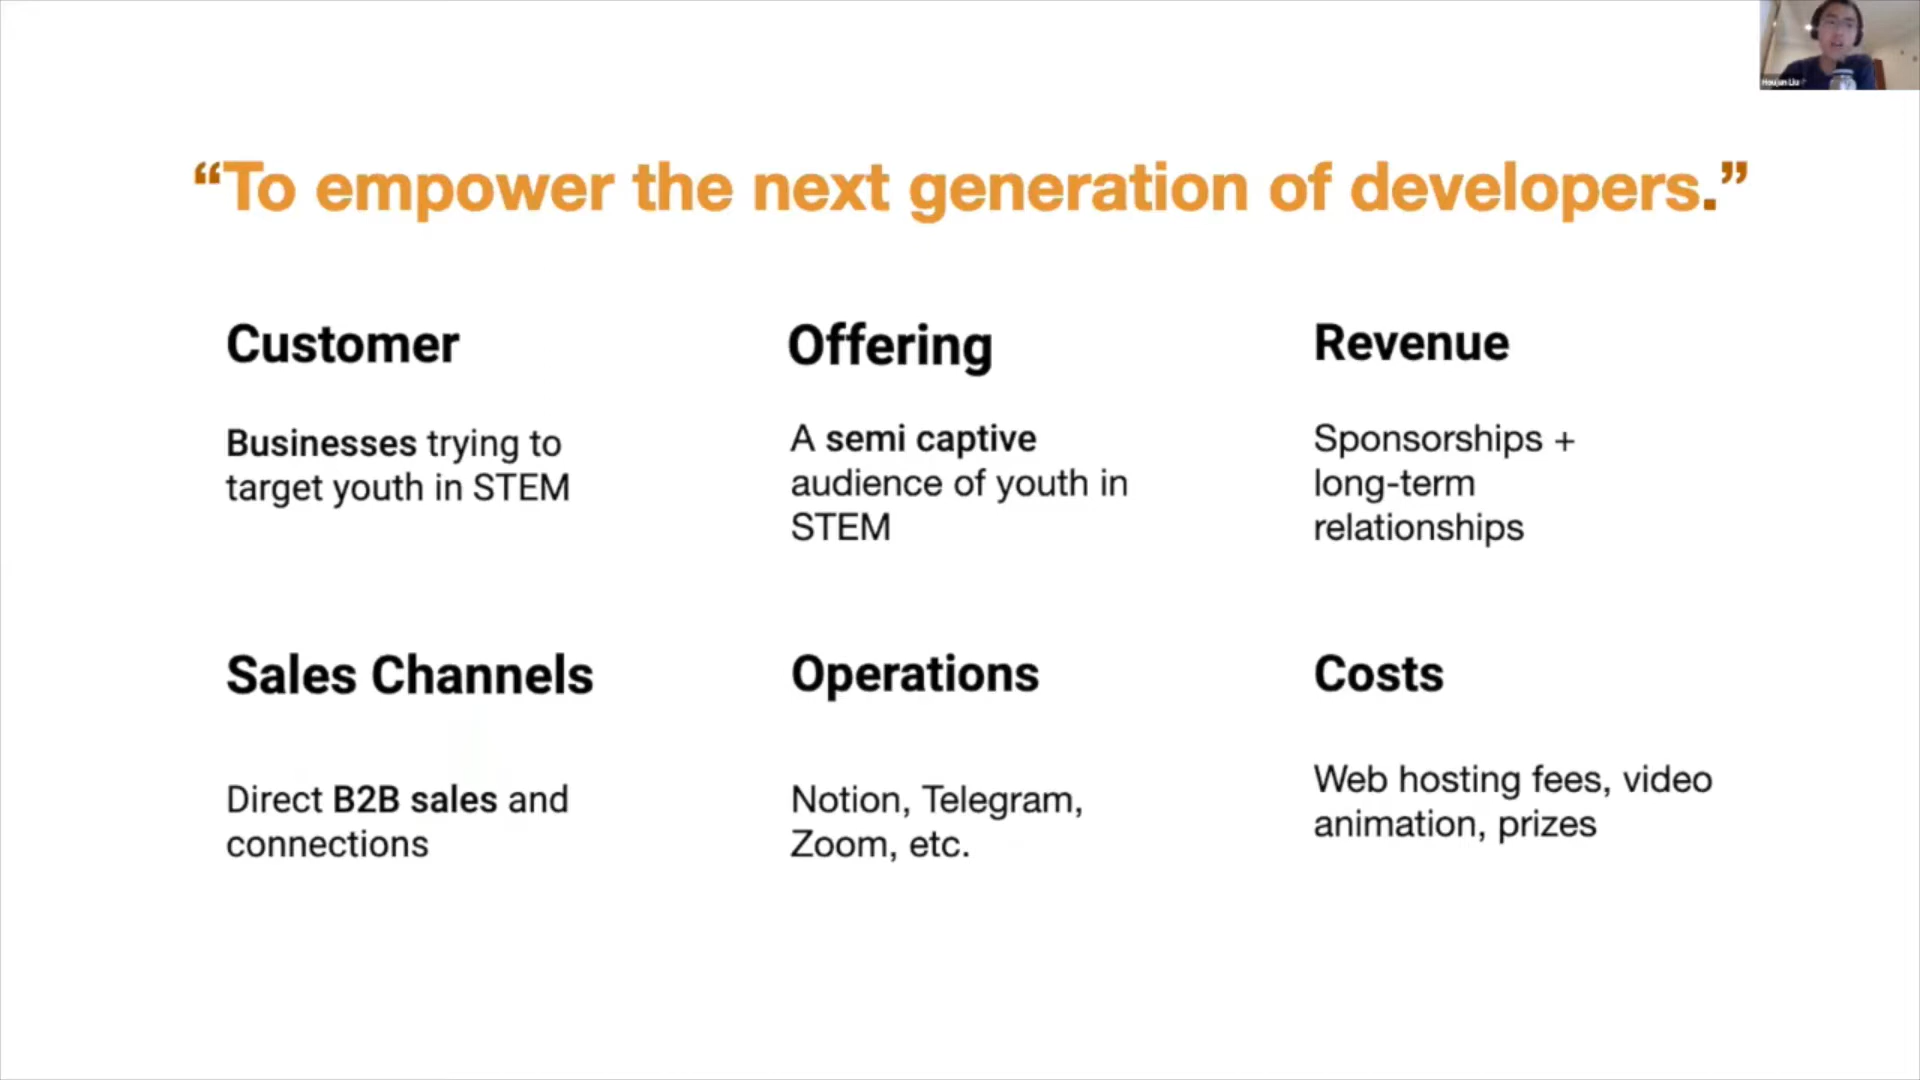 “To empower the next generation of developers.”
Customer
Businesses trying to
target youth in STEM
Offering
A semi captive
audience of youth in
STEM
Revenue
Sponsorships +
long-term
relationships
Sales Channels
Direct B2B sales and
connections
Operations
Notion, Telegram,
Zoom, etc.
Costs
Web hosting fees, video
animation, prizes
Houjun Liu